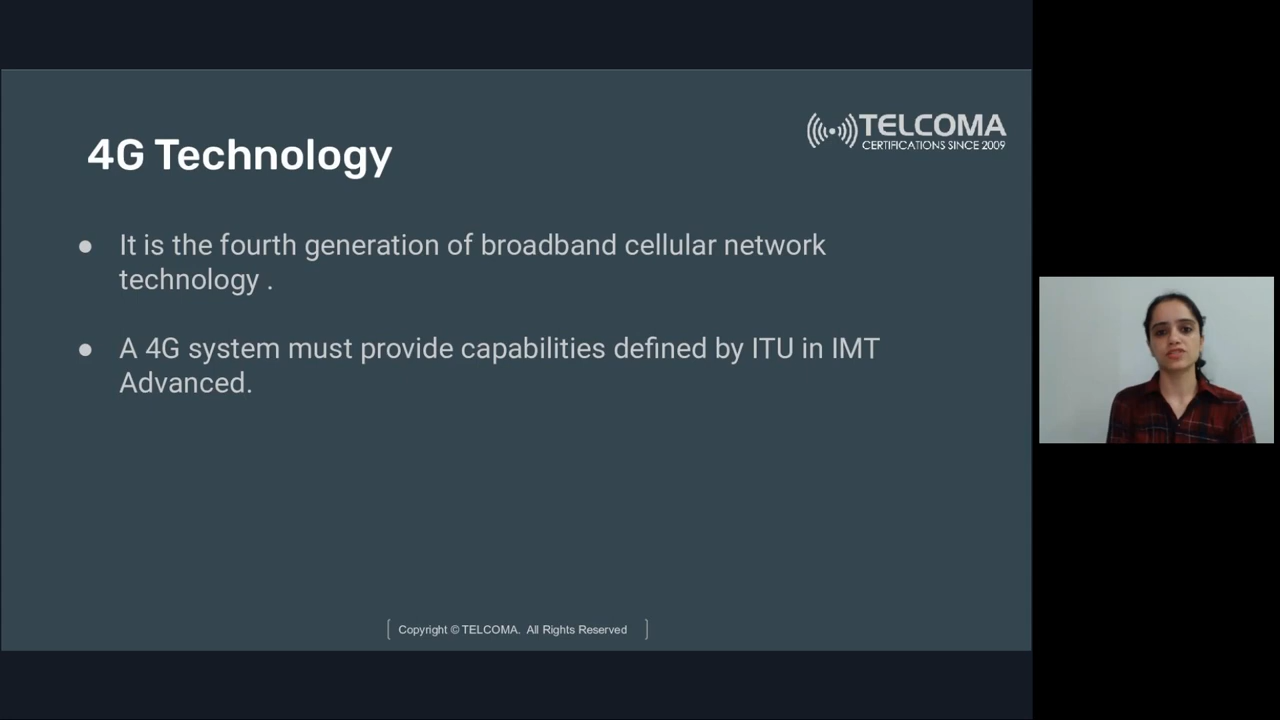 4G Technology
TELCOMA
CERTIFICATIONS SINCE 2009
● It is the fourth generation of broadband cellular network
technology .
● A 4G system must provide capabilities defined by ITU in IMT
Advanced.
Copyright © TELCOMA. All Rights Reserved